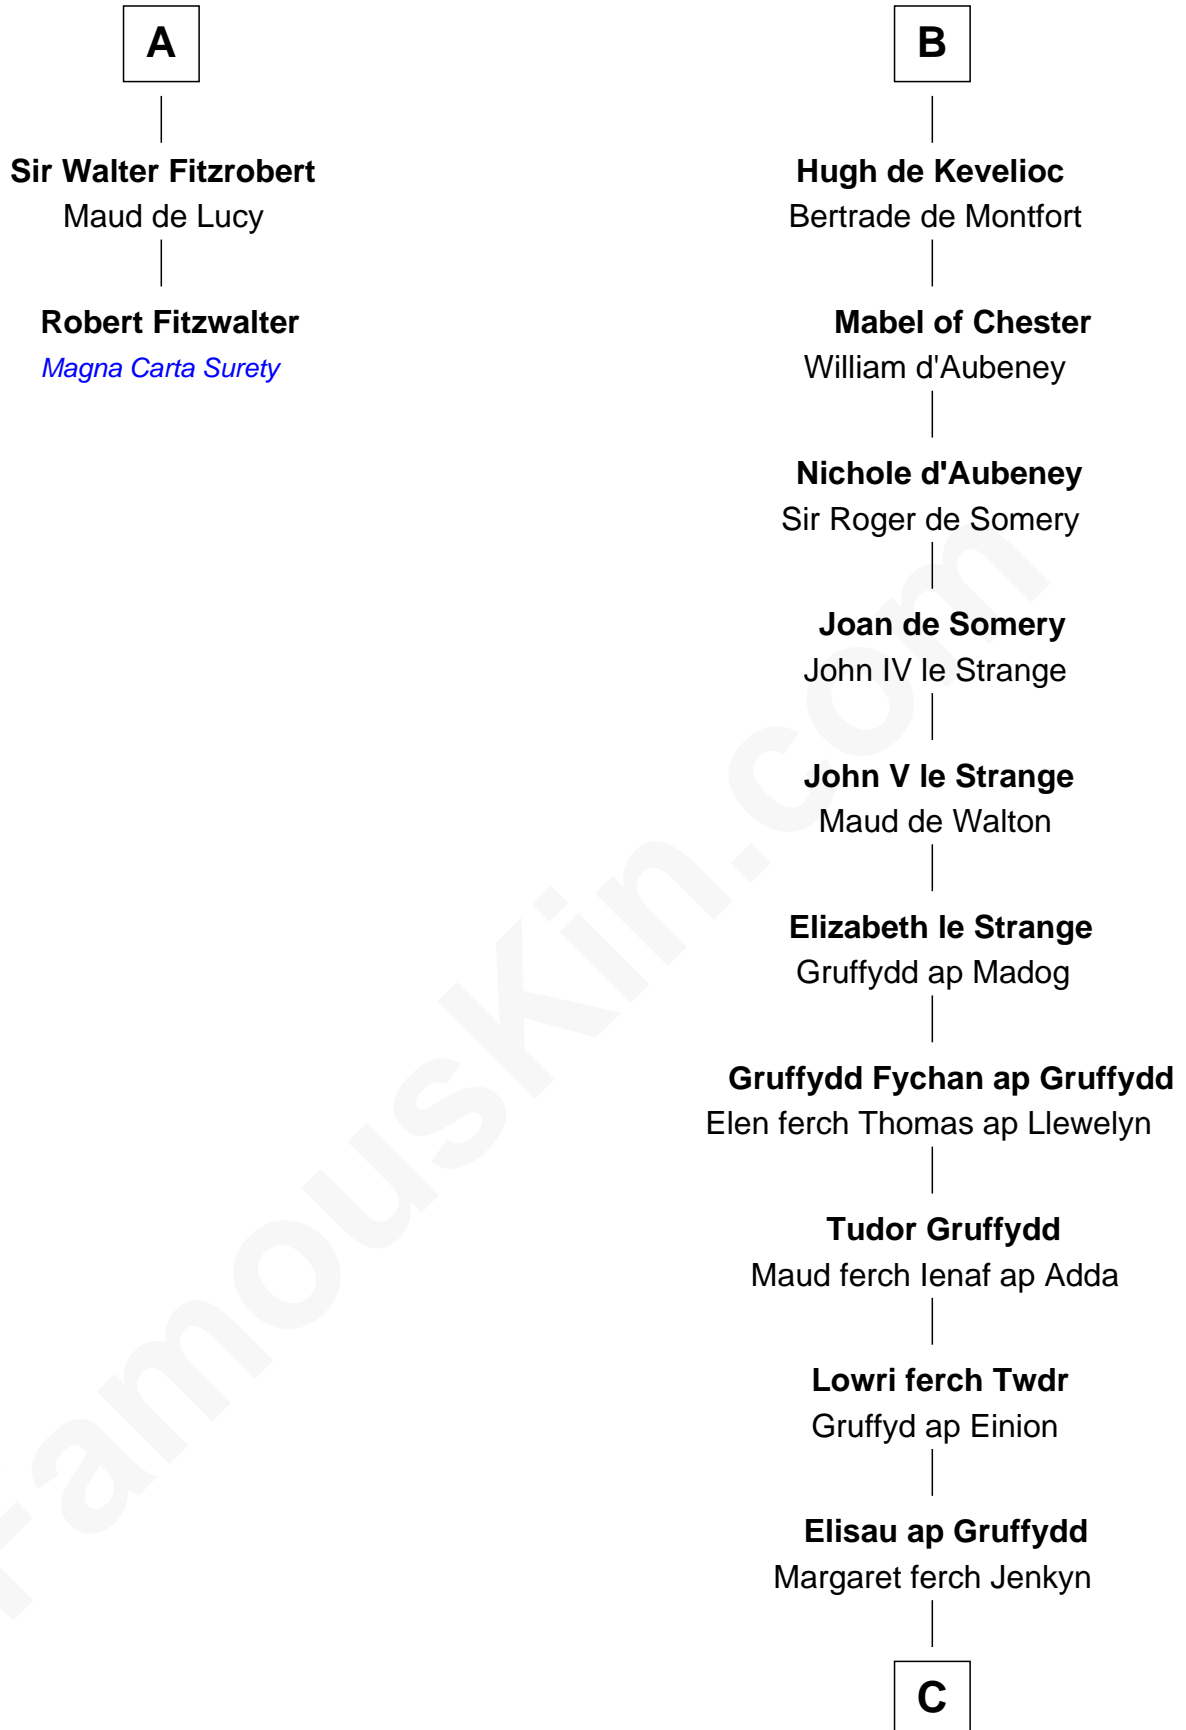 A
Sir Walter Fitzrobert
Maud de Lucy
Robert Fitzwalter
Magna Carta Surety
B
Hugh de Kevelioc
Bertrade de Montfort
Mabel of Chester
William d'Aubeney
Nichole d'Aubeney
Sir Roger de Somery
Joan de Somery
John IV le Strange
John V le Strange
Maud de Walton
Elizabeth le Strange
Gruffydd ap Madog
Gruffydd Fychan ap Gruffydd
Elen ferch Thomas ap Llewelyn
Tudor Gruffydd
Maud ferch Ienaf ap Adda
Lowri ferch Twdr
Gruffyd ap Einion
Elisau ap Gruffydd
Margaret ferch Jenkyn
C
FamousKin.com